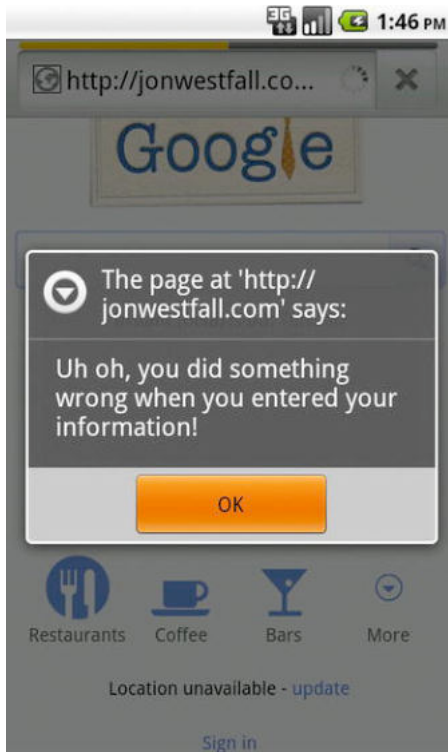 3G 1:46 PM
http://jonwestfall.co...
Google
The page at 'http://
jonwestfall.com' says:
Uh oh, you did something
wrong when you entered your
information!
OK
Restaurants Coffee Bars More
Location unavailable - update
Sign in